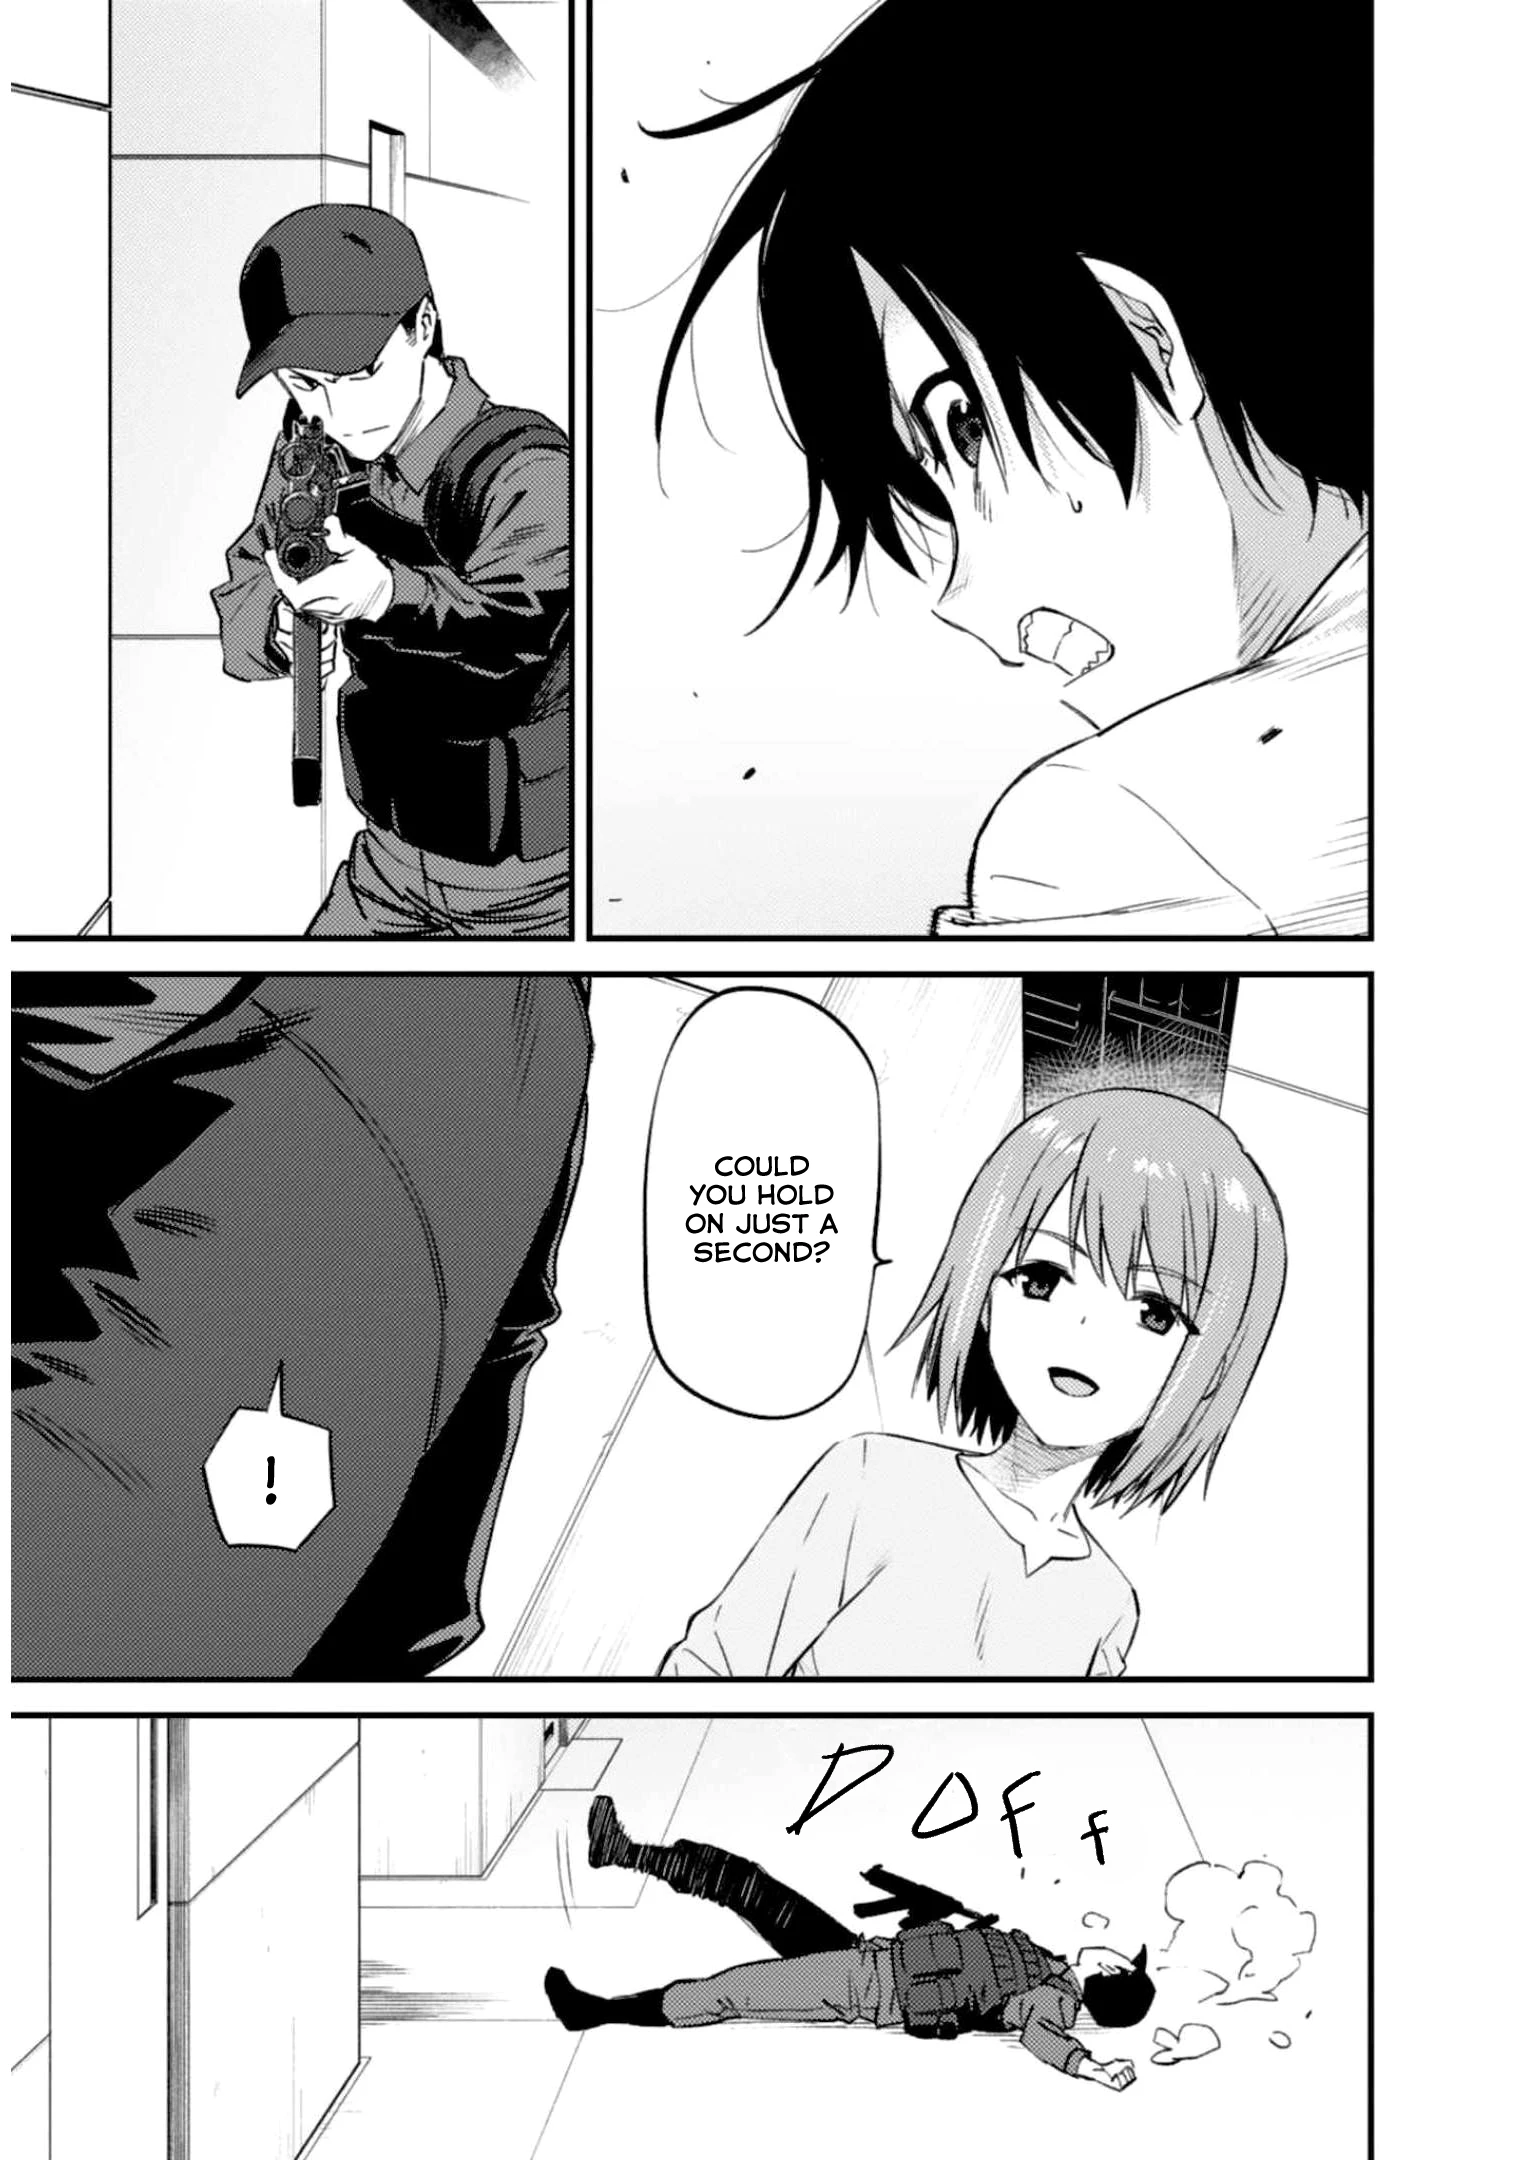 COULD
YOU HOLD
ON JUST A
SECOND?
!
DOFF